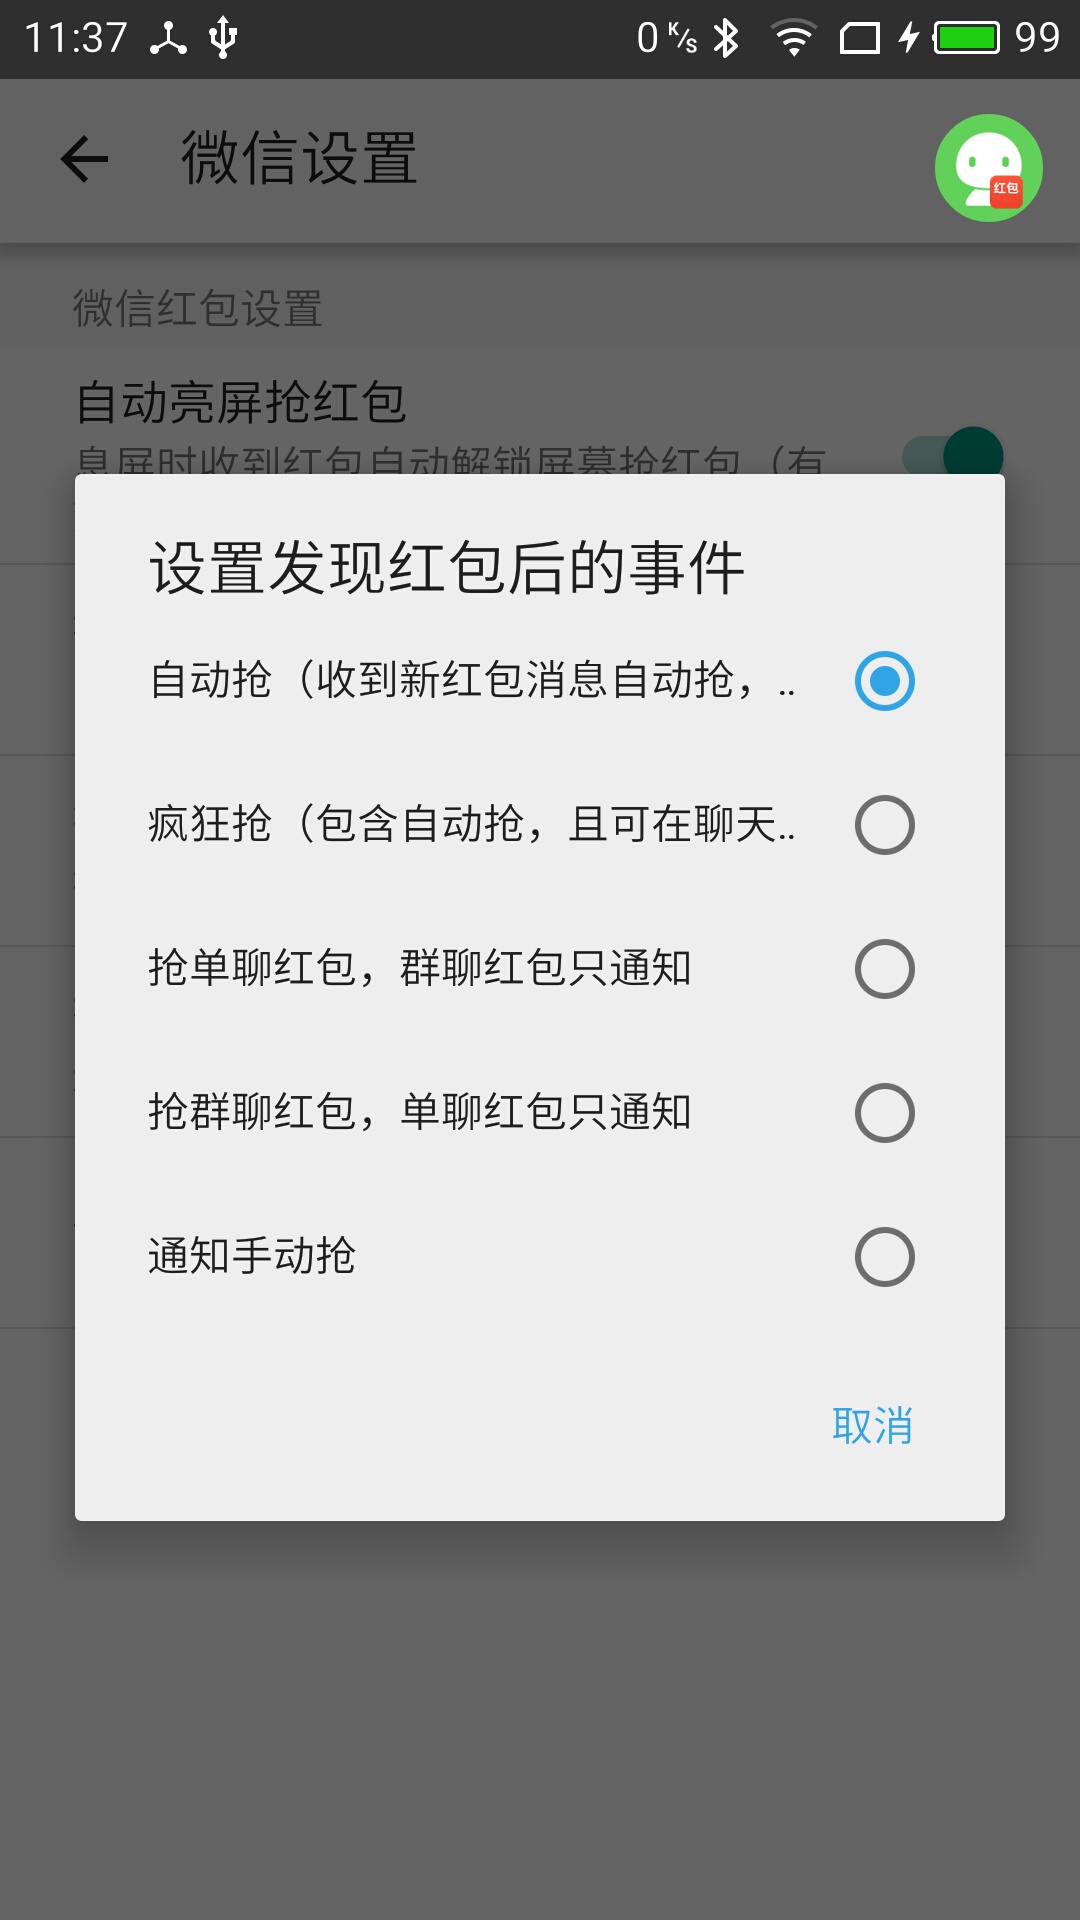 11:37
0 K/s
99
微信设置
红包
微信红包设置
自动亮屏抢红包
息屏时收到红包自动解锁屏幕抢红包（有
设置发现红包后的事件
自动抢（收到新红包消息自动抢，..
疯狂抢（包含自动抢，且可在聊天..
抢单聊红包，群聊红包只通知
抢群聊红包，单聊红包只通知
通知手动抢
取消